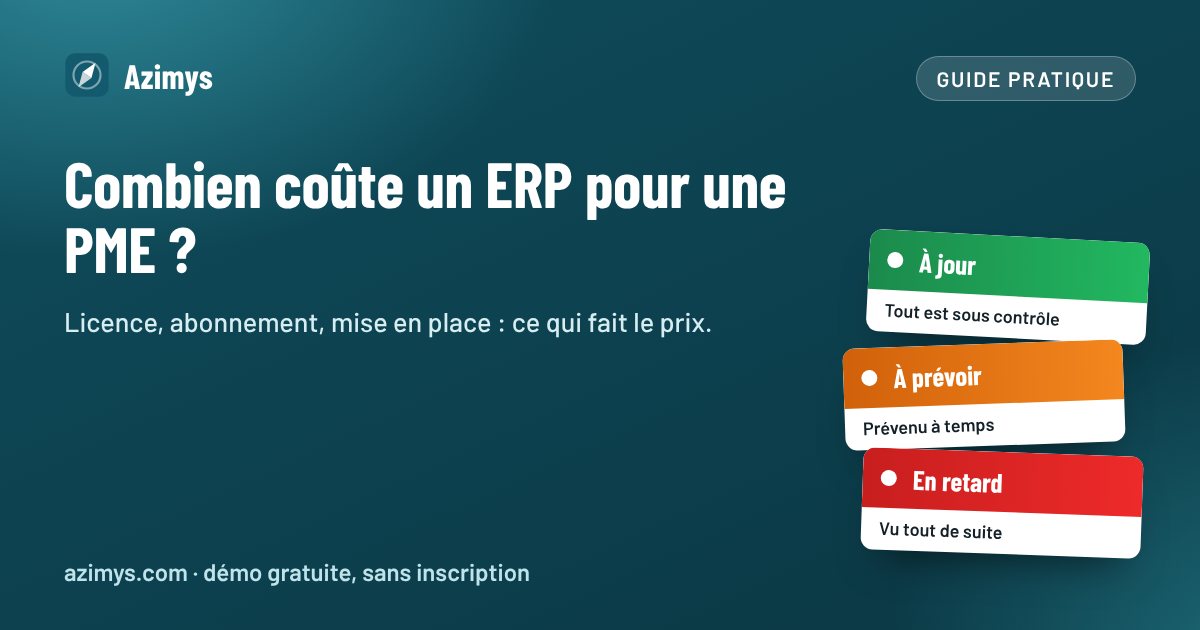 Azimys
GUIDE PRATIQUE
Combien coûte un ERP pour une
PME ?
Licence, abonnement, mise en place : ce qui fait le prix.
À jour
Tout est sous contrôle
À prévoir
Prévenu à temps
En retard
Vu tout de suite
azimys.com · démo gratuite, sans inscription